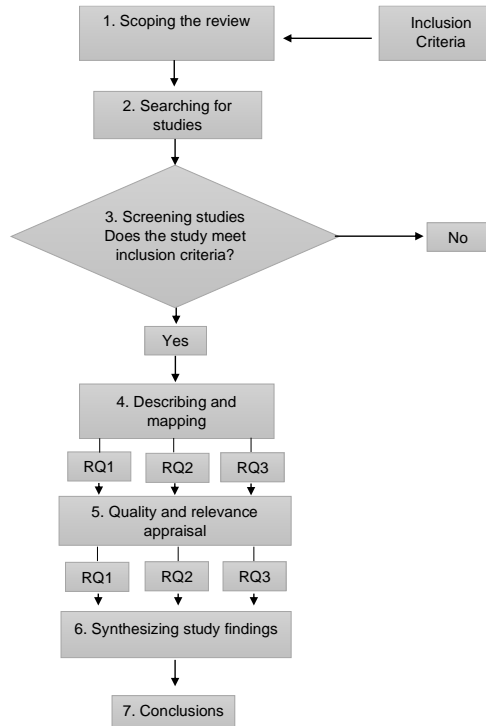 1. Scoping the review
Inclusion
Criteria
2. Searching for
studies
3. Screening studies
Does the study meet
inclusion criteria?
No
Yes
4. Describing and
mapping
RQ1
RQ2
RQ3
5. Quality and relevance
appraisal
RQ1
RQ2
RQ3
6. Synthesizing study findings
7. Conclusions